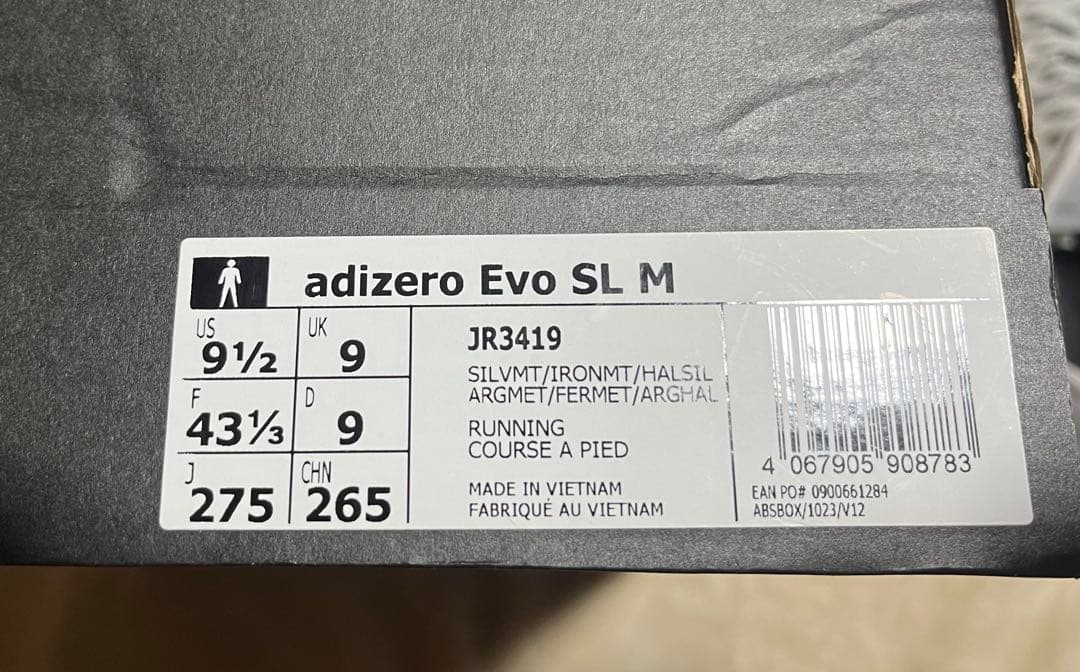 adizero Evo SL M
US
9½
UK
9
F
43⅓
D
9
J
275
CHN
265
JR3419
SILVMT/IRONMT/HALSIL
ARGMET/FERMET/ARGHAL
RUNNING
COURSE A PIED
MADE IN VIETNAM
FABRIQUÉ AU VIETNAM
4 067905 908783
EAN PO# 0900661284
ABSBOX/1023/V12